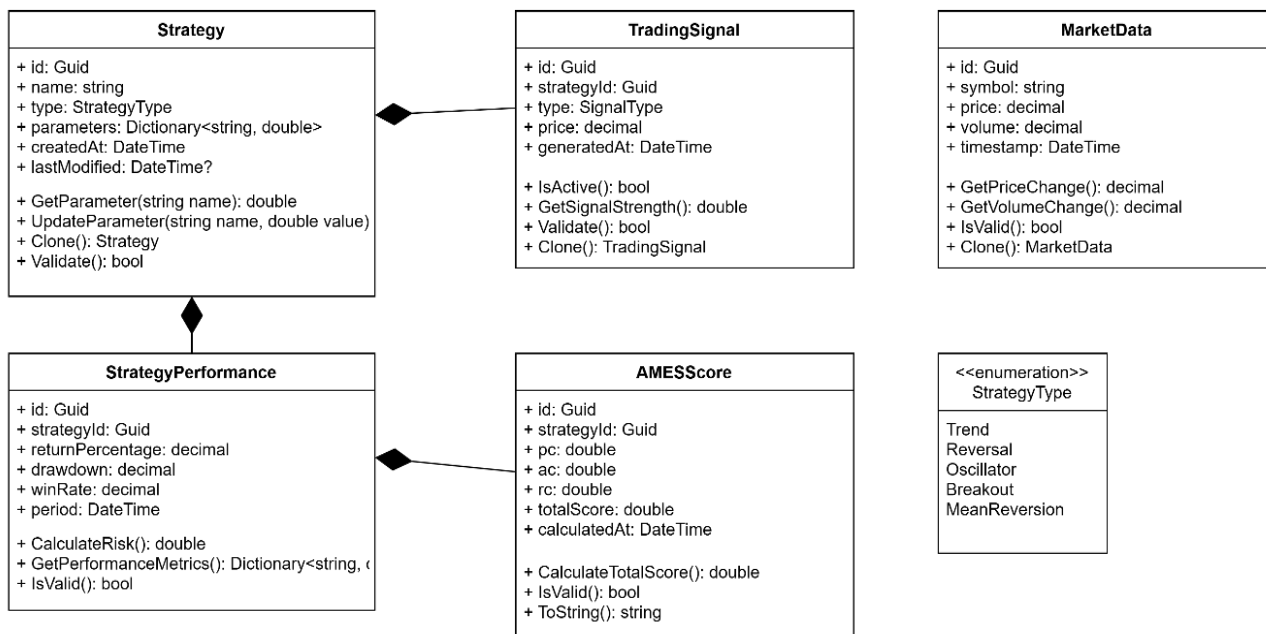 Strategy
+ id: Guid
+ name: string
+ type: StrategyType
+ parameters: Dictionary<string, double>
+ createdAt: DateTime
+ lastModified: DateTime?
+ GetParameter(string name): double
+ UpdateParameter(string name, double value)
+ Clone(): Strategy
+ Validate(): bool
TradingSignal
+ id: Guid
+ strategyId: Guid
+ type: SignalType
+ price: decimal
+ generatedAt: DateTime
+ IsActive(): bool
+ GetSignalStrength(): double
+ Validate(): bool
+ Clone(): TradingSignal
MarketData
+ id: Guid
+ symbol: string
+ price: decimal
+ volume: decimal
+ timestamp: DateTime
+ GetPriceChange(): decimal
+ GetVolumeChange(): decimal
+ IsValid(): bool
+ Clone(): MarketData
StrategyPerformance
+ id: Guid
+ strategyId: Guid
+ returnPercentage: decimal
+ drawdown: decimal
+ winRate: decimal
+ period: DateTime
+ CalculateRisk(): double
+ GetPerformanceMetrics(): Dictionary<string,
+ IsValid(): bool
AMESScore
+ id: Guid
+ strategyId: Guid
+ pc: double
+ ac: double
+ rc: double
+ totalScore: double
+ calculatedAt: DateTime
+ CalculateTotalScore(): double
+ IsValid(): bool
+ ToString(): string
<<enumeration>>
StrategyType
Trend
Reversal
Oscillator
Breakout
MeanReversion